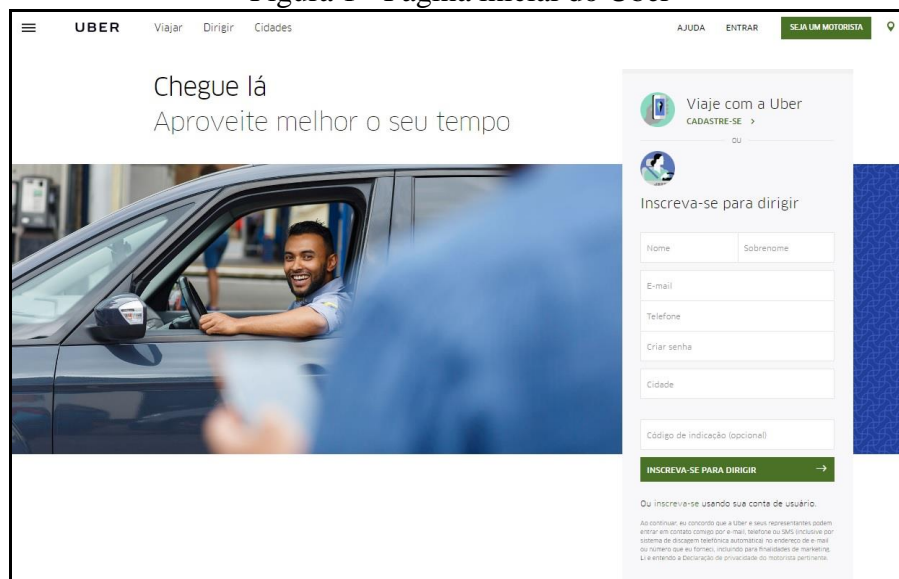 Figura 1 - Página inicial do Uber
UBER Viajar Dirigir Cidades AJUDA ENTRAR SEJA UM MOTORISTA
Chegue lá
Aproveite melhor o seu tempo
Viaje com a Uber
CADASTRE-SE >
OU
Inscreva-se para dirigir
Nome Sobrenome
E-mail
Telefone
Criar senha
Cidade
Código de indicação (opcional)
INSCREVA-SE PARA DIRIGIR →
Ou inscreva-se usando sua conta de usuário.
Ao continuar, eu concordo que a Uber e seus representantes podem
entrar em contato comigo por e-mail, telefone ou SMS (inclusive por
sistema de discagem telefônica automática) no endereço de e-mail
ou número que eu forneci, incluindo para finalidades de marketing.
Li e entendo a Declaração de privacidade do motorista pertinente.